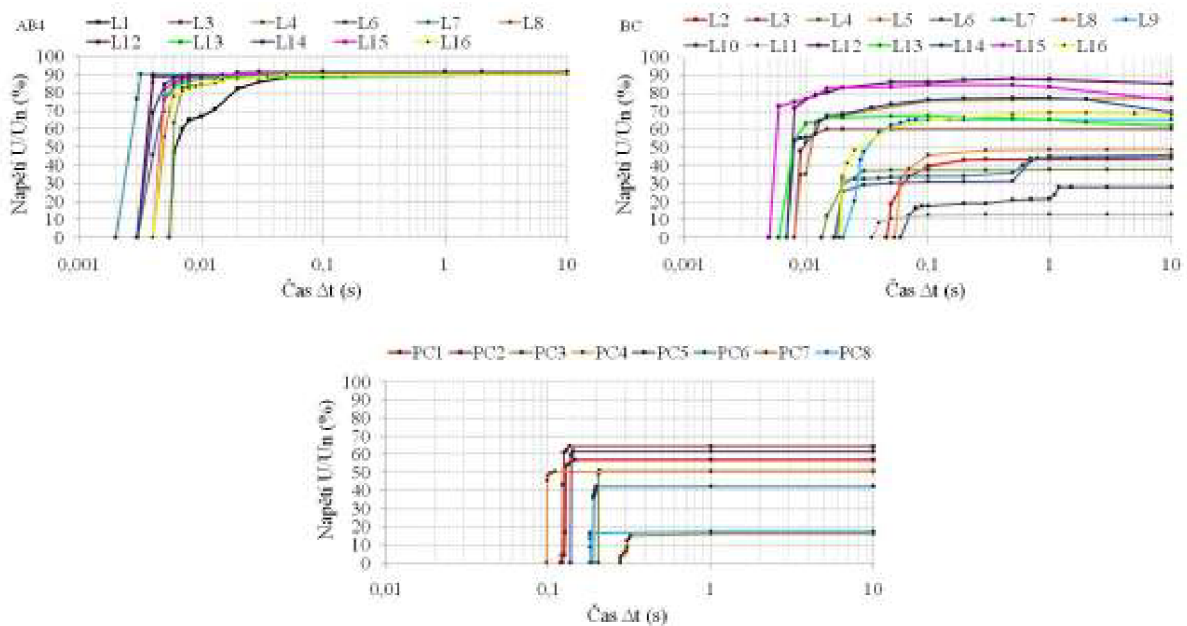 AB4 L1 L3 L4 L6 L7 L8
L12 L13 L14 L15 L16
100
90
80
70
60
50
40
30
20
10
0
Napětí U/Un (%)
0,001 0,01 0,1 1 10
Čas Δt (s)
BC L2 L3 L4 L5 L6 L7 L8 L9
L10 L11 L12 L13 L14 L15 L16
100
90
80
70
60
50
40
30
20
10
0
Napětí U/Un (%)
0,001 0,01 0,1 1 10
Čas Δt (s)
PC1 PC2 PC3 PC4 PC5 PC6 PC7 PC8
100
90
80
70
60
50
40
30
20
10
0
Napětí U/Un (%)
0,01 0,1 1 10
Čas Δt (s)